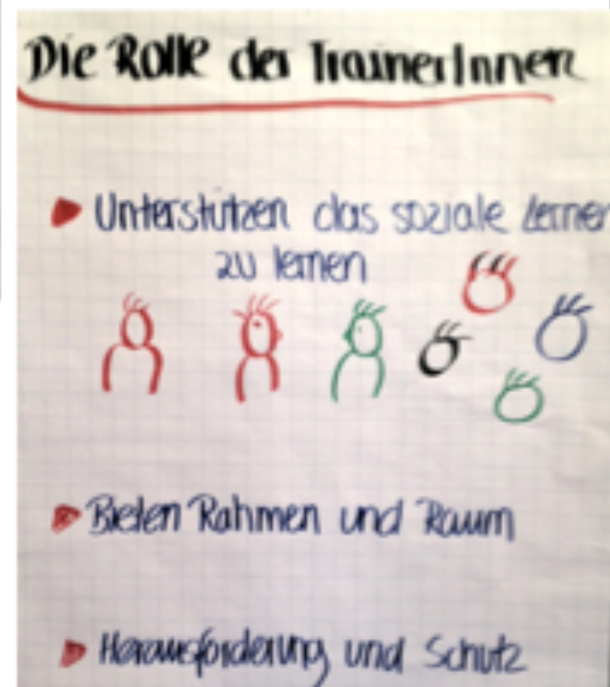 Die Rolle der TrainerInnen
Unterstützen das soziale Lernen
zu lernen
Bieten Rahmen und Raum
Herausforderung und Schutz